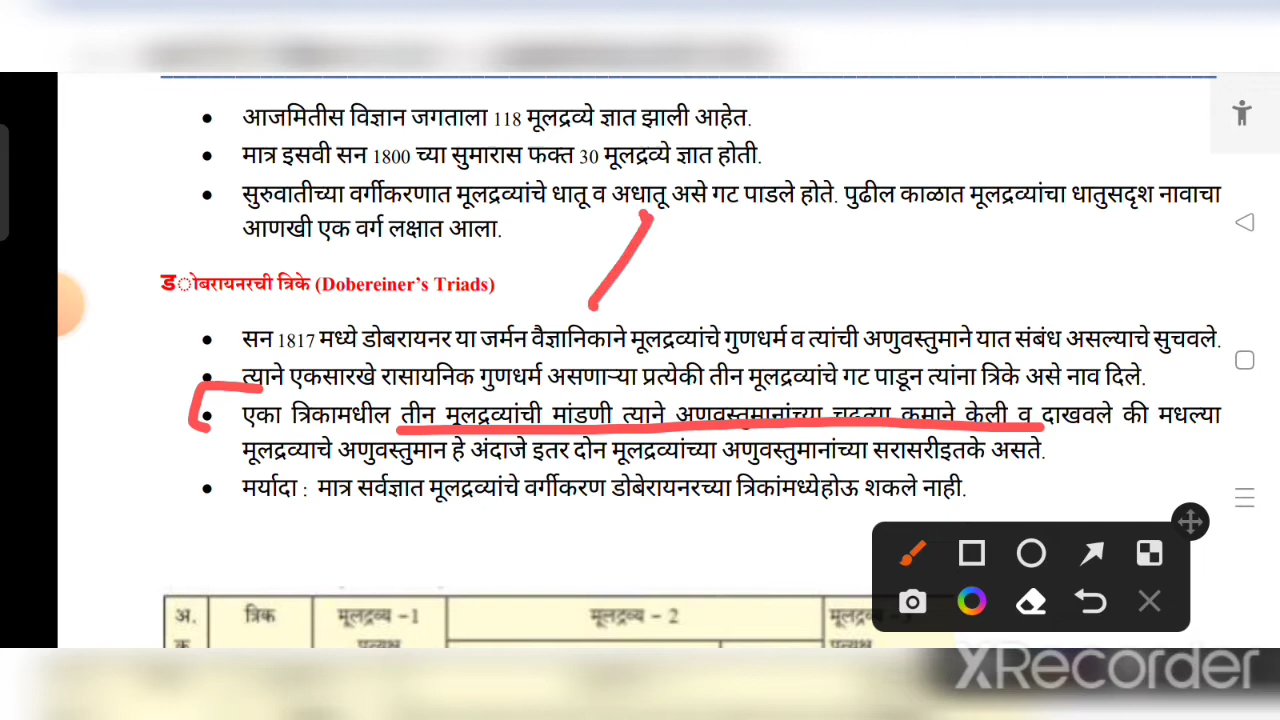 आजमितीस विज्ञान जगताला 118 मूलद्रव्ये ज्ञात झाली आहेत.
मात्र इसवी सन 1800 च्या सुमारास फक्त 30 मूलद्रव्ये ज्ञात होती.
सुरुवातीच्या वर्गीकरणात मूलद्रव्यांचे धातू व अधातू असे गट पाडले होते. पुढील काळात मूलद्रव्यांचा धातुसदृश नावाचा
आणखी एक वर्ग लक्षात आला.
डोबरायनरची त्रिके (Dobereiner’s Triads)
सन 1817 मध्ये डोबरायनर या जर्मन वैज्ञानिकाने मूलद्रव्यांचे गुणधर्म व त्यांची अणुवस्तुमाने यात संबंध असल्याचे सुचवले.
त्याने एकसारखे रासायनिक गुणधर्म असणाऱ्या प्रत्येकी तीन मूलद्रव्यांचे गट पाडून त्यांना त्रिके असे नाव दिले.
एका त्रिकामधील तीन मूलद्रव्यांची मांडणी त्याने अणुवस्तुमानांच्या चढत्या क्रमाने केली व दाखवले की मधल्या
मूलद्रव्याचे अणुवस्तुमान हे अंदाजे इतर दोन मूलद्रव्यांच्या अणुवस्तुमानांच्या सरासरीइतके असते.
मर्यादा : मात्र सर्वज्ञात मूलद्रव्यांचे वर्गीकरण डोबेरायनरच्या त्रिकांमध्येहोऊ शकले नाही.
अ. त्रिक मूलद्रव्य –1 मूलद्रव्य – 2 मूलद्रव्य
XRecorder